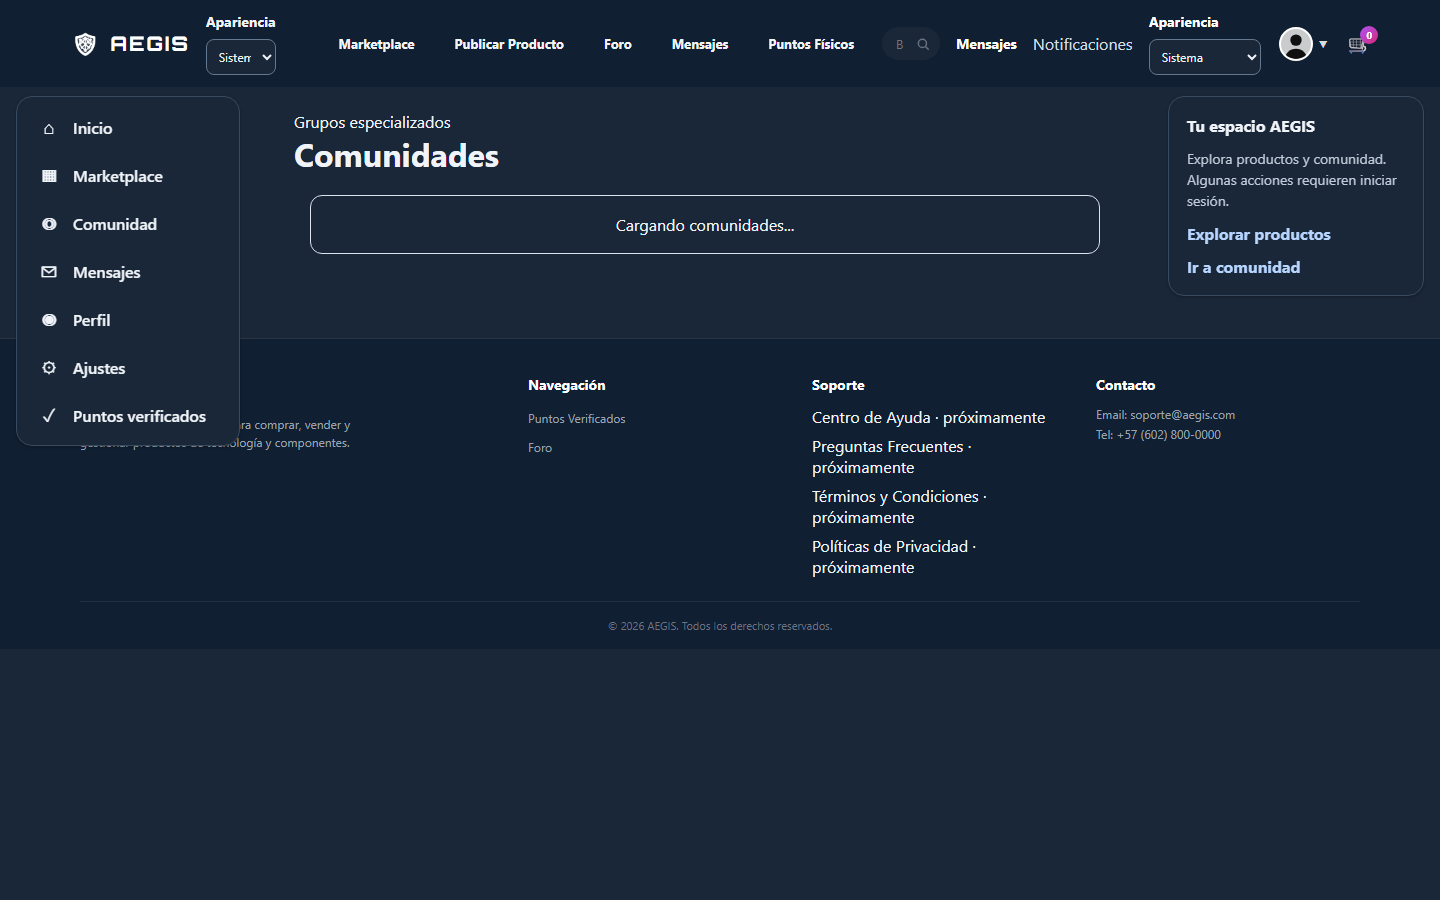 AEGIS
Apariencia
Sistem
Marketplace
Publicar Producto
Foro
Mensajes
Puntos Físicos
B
Mensajes
Notificaciones
Apariencia
Sistema
0
Inicio
Marketplace
Comunidad
Mensajes
Perfil
Ajustes
Puntos verificados
Grupos especializados
Comunidades
Cargando comunidades...
Tu espacio AEGIS
Explora productos y comunidad.
Algunas acciones requieren iniciar
sesión.
Explorar productos
Ir a comunidad
comprar, vender y
tecnología y componentes.
Navegación
Puntos Verificados
Foro
Soporte
Centro de Ayuda · próximamente
Preguntas Frecuentes ·
próximamente
Términos y Condiciones ·
próximamente
Políticas de Privacidad ·
próximamente
Contacto
Email: soporte@aegis.com
Tel: +57 (602) 800-0000
© 2026 AEGIS. Todos los derechos reservados.